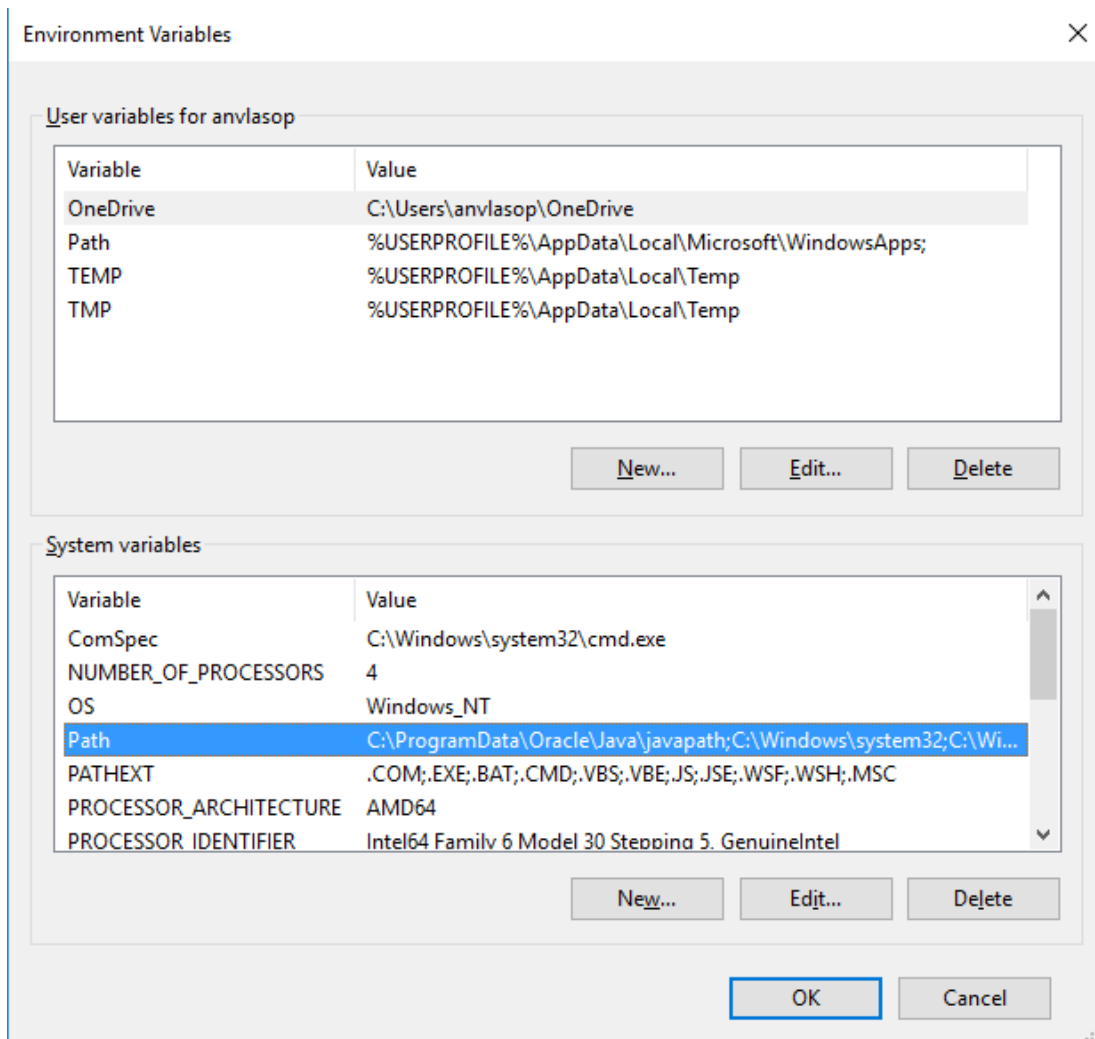 Environment Variables
User variables for anvlasop
Variable Value
OneDrive C:\Users\anvlasop\OneDrive
Path %USERPROFILE%\AppData\Local\Microsoft\WindowsApps;
TEMP %USERPROFILE%\AppData\Local\Temp
TMP %USERPROFILE%\AppData\Local\Temp
New... Edit... Delete
System variables
Variable Value
ComSpec C:\Windows\system32\cmd.exe
NUMBER_OF_PROCESSORS 4
OS Windows_NT
Path C:\ProgramData\Oracle\Java\javapath;C:\Windows\system32;C:\Wi...
PATHEXT .COM;.EXE;.BAT;.CMD;.VBS;.VBE;.JS;.JSE;.WSF;.WSH;.MSC
PROCESSOR_ARCHITECTURE AMD64
PROCESSOR_IDENTIFIER Intel64 Family 6 Model 30 Stepping 5, GenuineIntel
New... Edit... Delete
OK Cancel